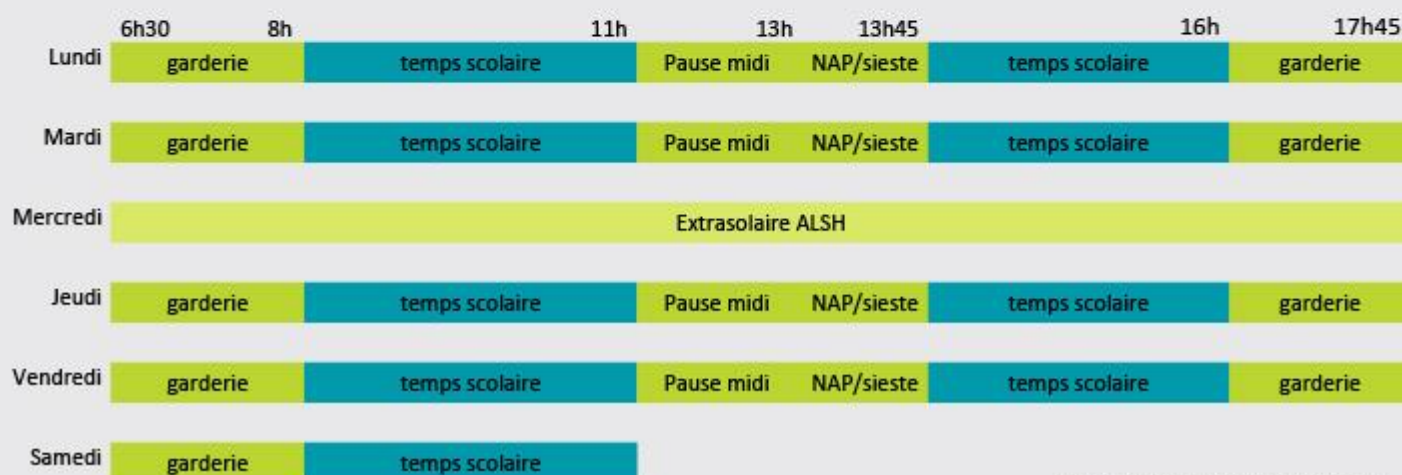 6h30 8h 11h 13h 13h45 16h 17h45
Lundi garderie temps scolaire Pause midi NAP/sieste temps scolaire garderie
Mardi garderie temps scolaire Pause midi NAP/sieste temps scolaire garderie
Mercredi Extrasolaire ALSH
Jeudi garderie temps scolaire Pause midi NAP/sieste temps scolaire garderie
Vendredi garderie temps scolaire Pause midi NAP/sieste temps scolaire garderie
Samedi garderie temps scolaire